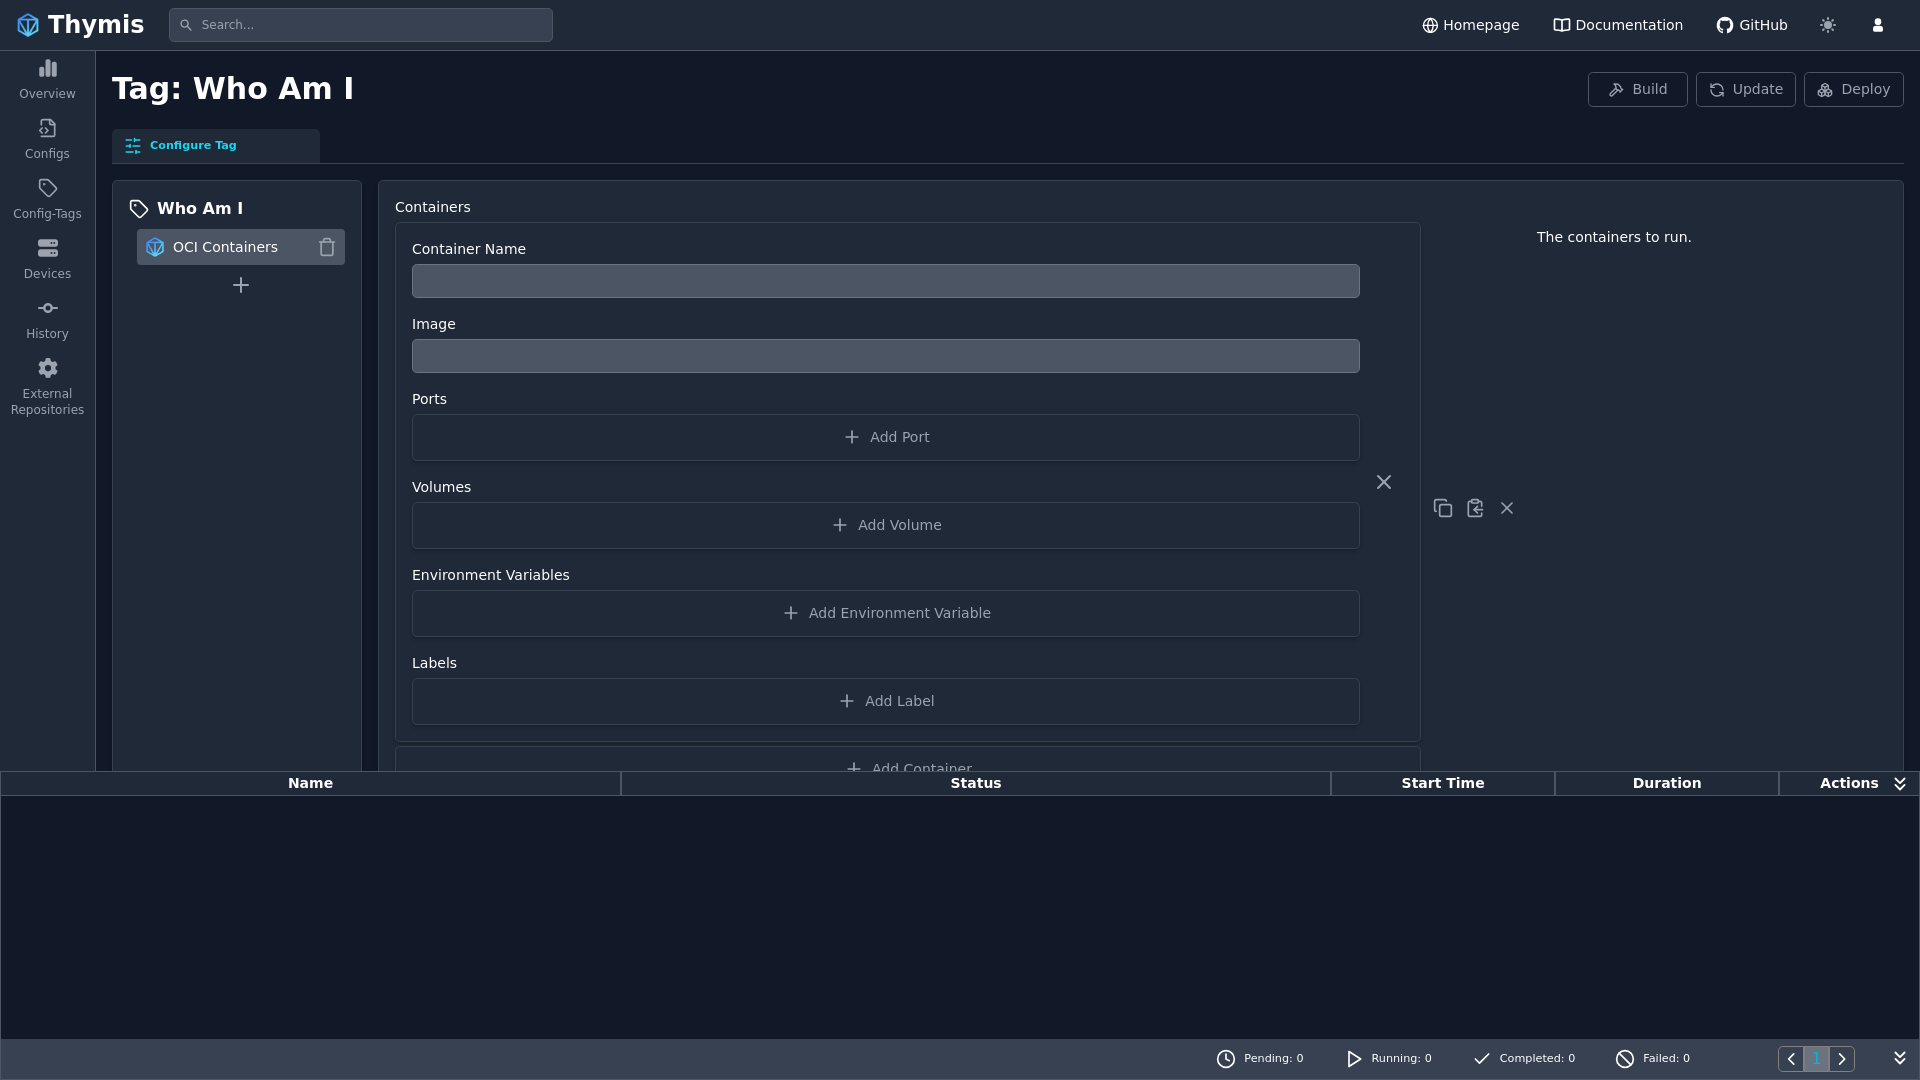 Thymis
Search...
Homepage
Documentation
GitHub
Overview
Configs
Config-Tags
Devices
History
External
Repositories
Tag: Who Am I
Build
Update
Deploy
Configure Tag
Who Am I
OCI Containers
Containers
The containers to run.
Container Name
Image
Ports
Add Port
Volumes
Add Volume
Environment Variables
Add Environment Variable
Labels
Add Label
Add Container
Name
Status
Start Time
Duration
Actions
Pending: 0
Running: 0
Completed: 0
Failed: 0
1